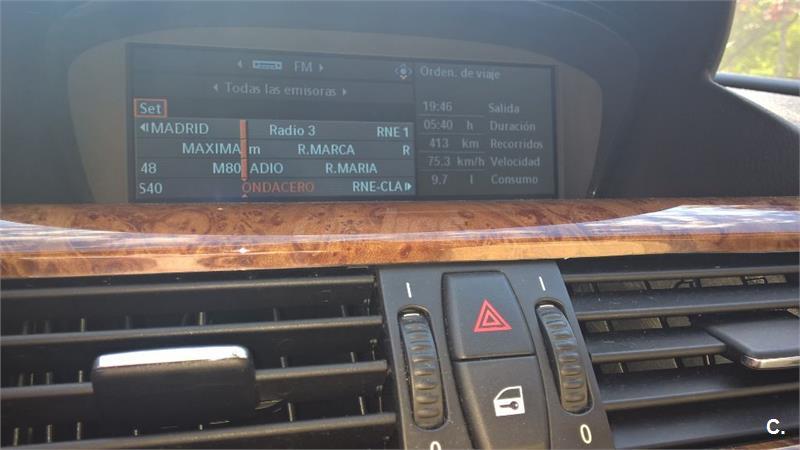 FM
Todas las emisoras
Set
MADRID Radio 3 RNE 1
MAXIMA m R.MARCA R
48 M80 ADIO R.MARIA
S40 ONDACERO RNE-CLA
Orden. de viaje
19:46 Salida
05:40 h Duración
413 km Recorridos
75.3 km/h Velocidad
9.7 l Consumo
I I
0 0
C.